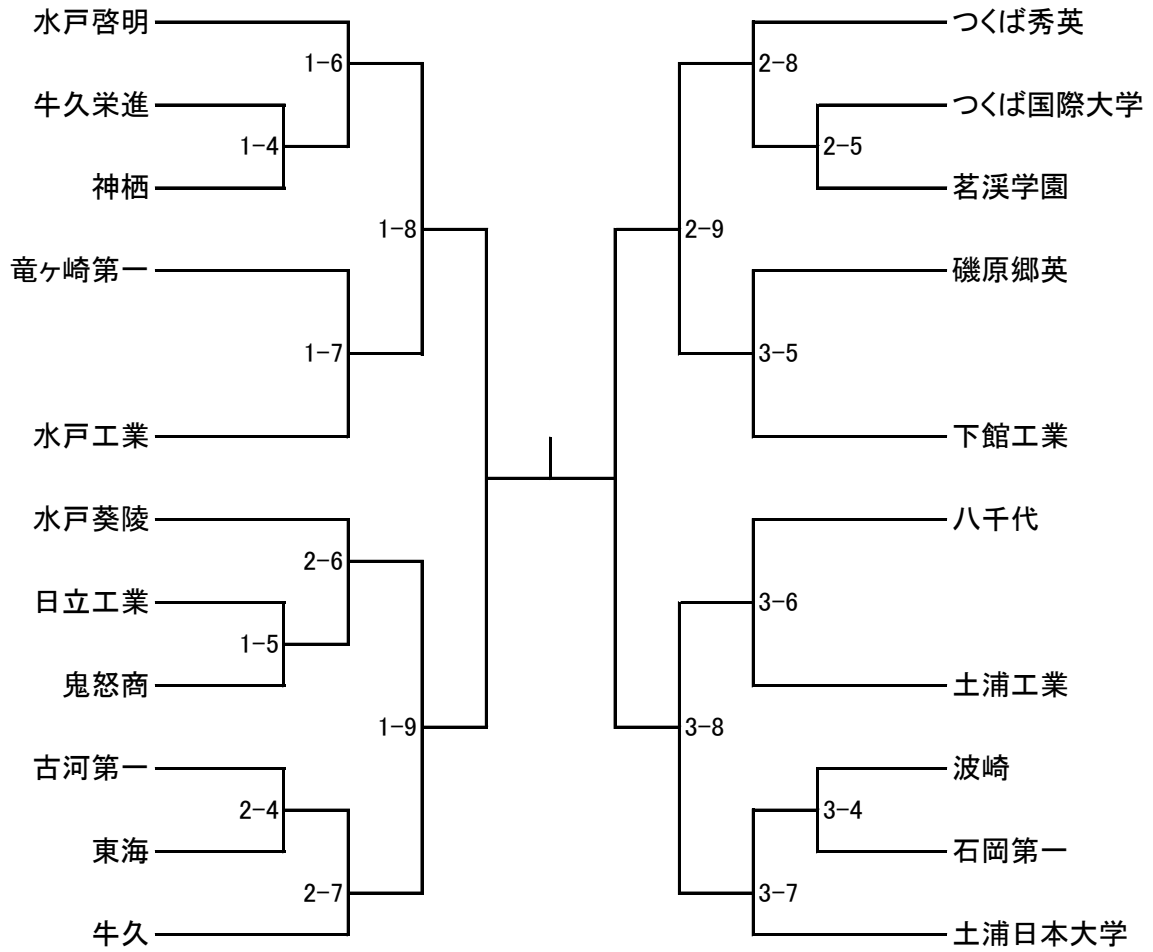 水戸啓明
1-6
牛久栄進
1-4
神栖
1-8
竜ヶ崎第一
1-7
水戸工業
水戸葵陵
2-6
日立工業
1-5
鬼怒商
1-9
古河第一
2-4
東海
2-7
牛久
つくば秀英
2-8
つくば国際大学
2-5
茗溪学園
2-9
磯原郷英
3-5
下館工業
八千代
3-6
土浦工業
3-8
波崎
3-4
石岡第一
3-7
土浦日本大学